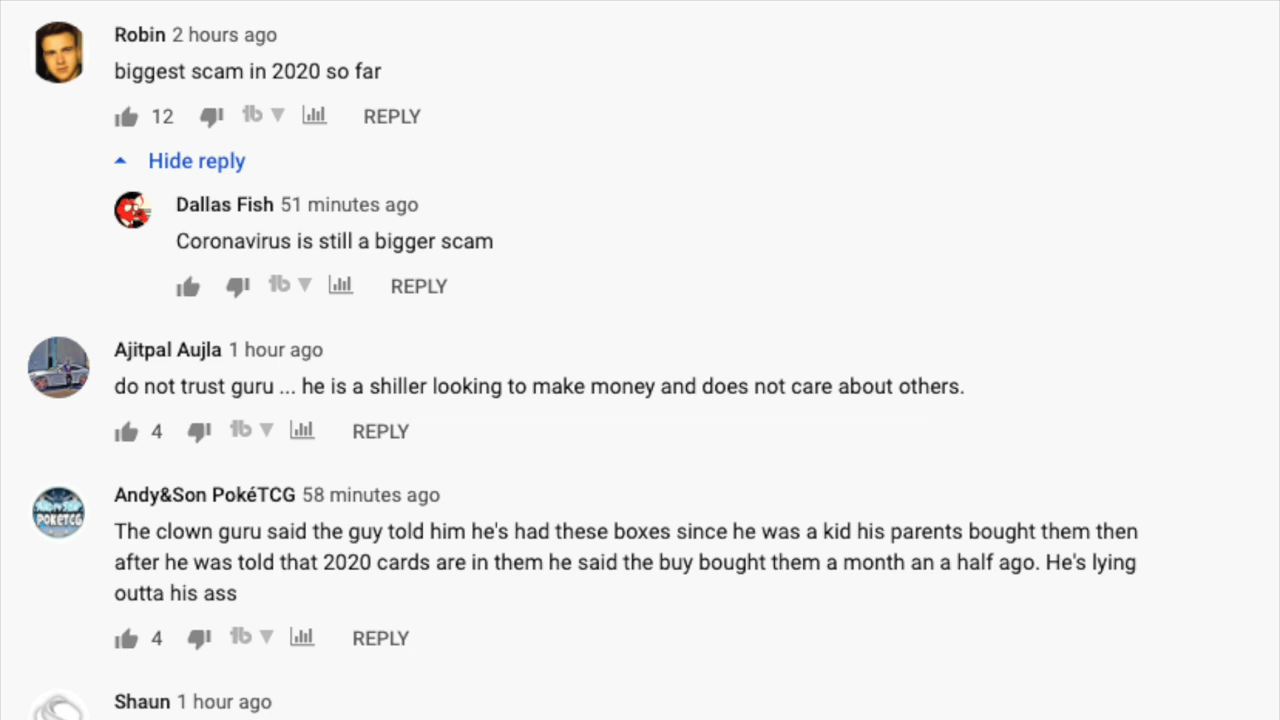 Robin 2 hours ago
biggest scam in 2020 so far
12 tb REPLY
Hide reply
Dallas Fish 51 minutes ago
Coronavirus is still a bigger scam
tb REPLY
Ajitpal Aujla 1 hour ago
do not trust guru ... he is a shiller looking to make money and does not care about others.
4 tb REPLY
Andy&Son PokéTCG 58 minutes ago
The clown guru said the guy told him he's had these boxes since he was a kid his parents bought them then
after he was told that 2020 cards are in them he said the buy bought them a month an a half ago. He's lying
outta his ass
4 tb REPLY
Shaun 1 hour ago